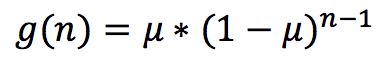 g(n) = μ * (1 − μ)ⁿ⁻¹